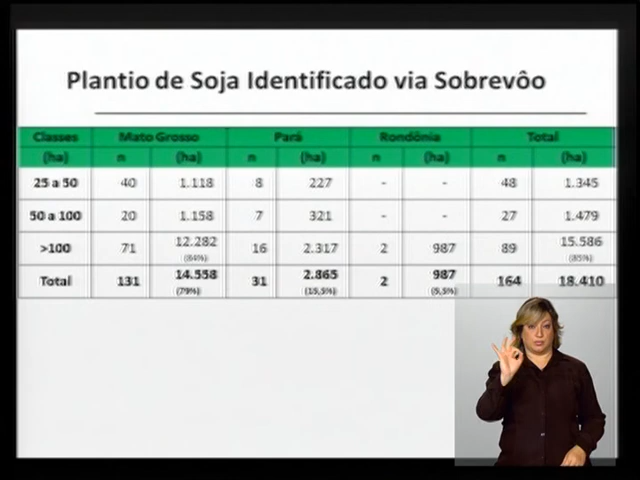 Plantio de Soja Identificado via Sobrevôo
Classes Mato Grosso Pará Rondônia Total
(ha) n (ha) n (ha) n (ha) n (ha)
25 a 50 40 1.118 8 227 - - 48 1.345
50 a 100 20 1.158 7 321 - - 27 1.479
>100 71 12.282 16 2.317 2 987 89 15.586
(84%) (85%)
Total 131 14.558 31 2.865 2 987 164 18.410
(79%) (15,5%) (5,5%)